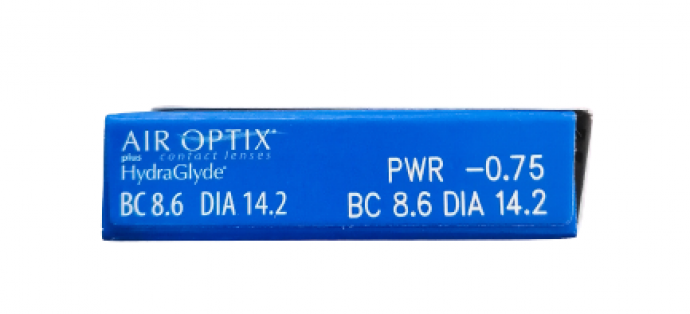 AIR OPTIX®
plus contact lenses
HydraGlyde®
BC 8.6 DIA 14.2
PWR -0.75
BC 8.6 DIA 14.2